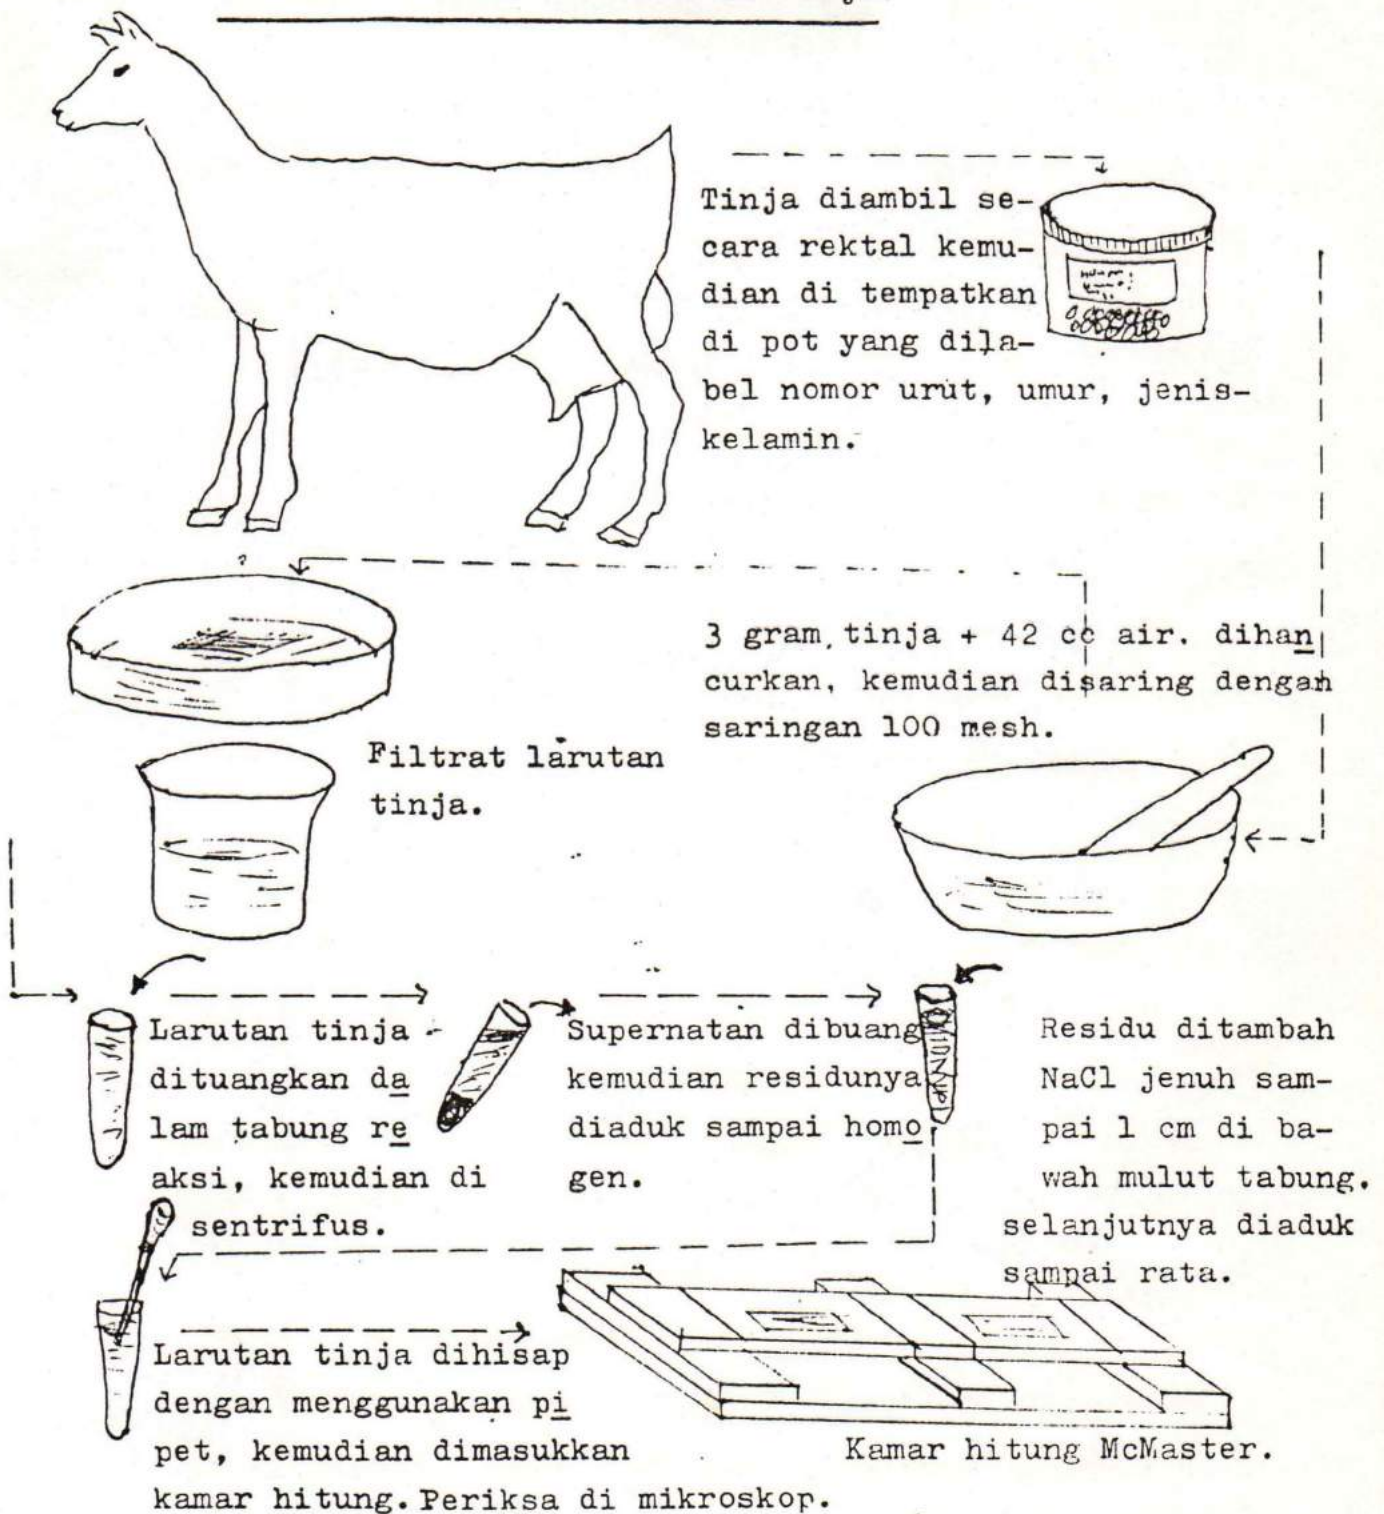 Tinja diambil se-
cara rektal kemu-
dian di tempatkan
di pot yang dila-
bel nomor urut, umur, jenis-
kelamin.
3 gram tinja + 42 cc air. dihan
curkan, kemudian disaring dengan
saringan 100 mesh.
Filtrat larutan
tinja.
Larutan tinja
dituangkan da
lam tabung re
aksi, kemudian di
sentrifus.
Supernatan dibuang
kemudian residunya
diaduk sampai homo
gen.
Residu ditambah
NaCl jenuh sam-
pai 1 cm di ba-
wah mulut tabung.
selanjutnya diaduk
sampai rata.
Larutan tinja dihisap
dengan menggunakan pi
pet, kemudian dimasukkan
kamar hitung. Periksa di mikroskop.
Kamar hitung McMaster.